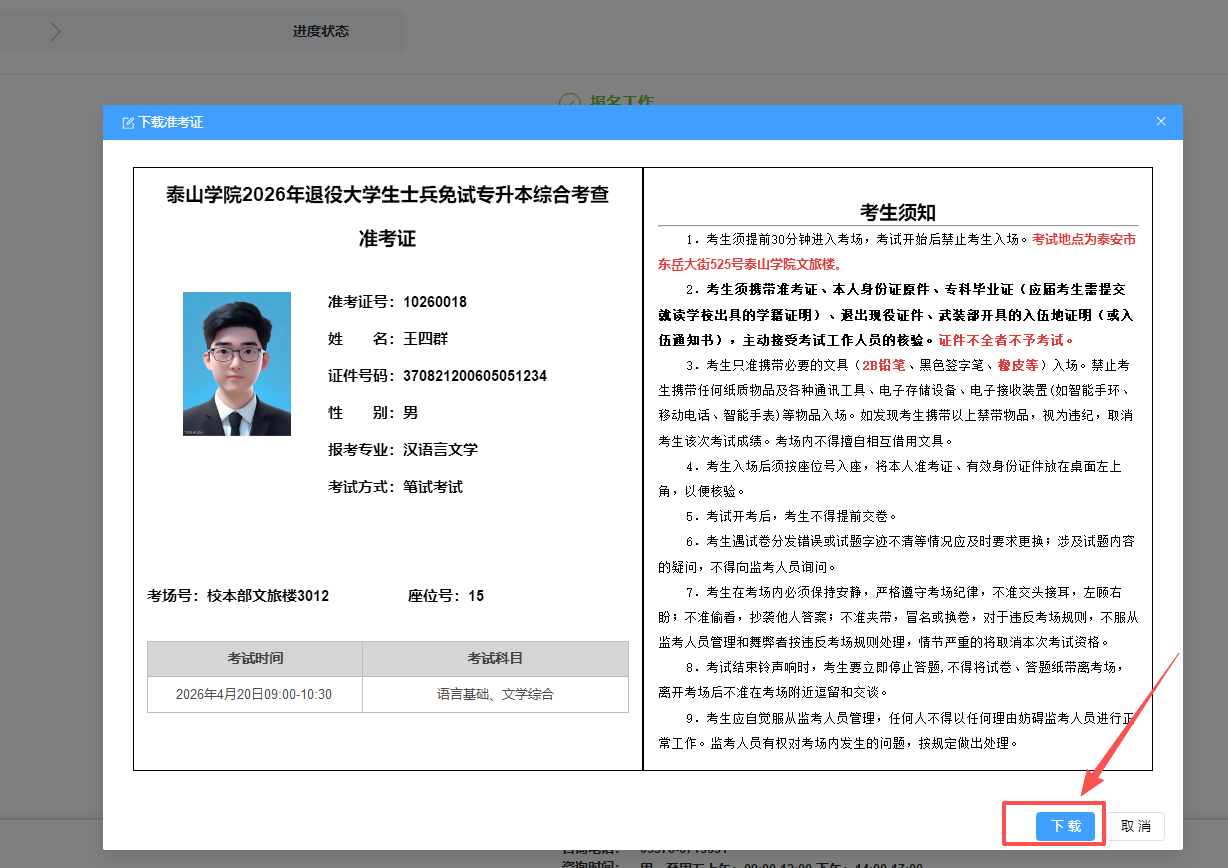 进度状态
报名工作
下载准考证
泰山学院2026年退役大学生士兵免试专升本综合考查
准考证
准考证号：10260018
姓　　名：王四群
证件号码：370821200605051234
性　　别：男
报考专业：汉语言文学
考试方式：笔试考试
考场号：校本部文旅楼3012 座位号：15
考试时间 考试科目
2026年4月20日09:00-10:30 语言基础、文学综合
考生须知
1．考生须提前30分钟进入考场，考试开始后禁止考生入场。考试地点为泰安市
东岳大街525号泰山学院文旅楼。
2．考生须携带准考证、本人身份证原件、专科毕业证（应届考生需提交
就读学校出具的学籍证明）、退出现役证件、武装部开具的入伍地证明（或入
伍通知书），主动接受考试工作人员的核验。证件不全者不予考试。
3．考生只准携带必要的文具（2B铅笔、黑色签字笔、橡皮等）入场。禁止考
生携带任何纸质物品及各种通讯工具、电子存储设备、电子接收装置(如智能手环、
移动电话、智能手表)等物品入场。如发现考生携带以上禁带物品，视为违纪，取消
考生该次考试成绩。考场内不得擅自相互借用文具。
4．考生入场后须按座位号入座，将本人准考证、有效身份证件放在桌面左上
角，以便核验。
5．考试开考后，考生不得提前交卷。
6．考生遇试卷分发错误或试题字迹不清等情况应及时要求更换；涉及试题内容
的疑问，不得向监考人员询问。
7．考生在考场内必须保持安静，严格遵守考场纪律，不准交头接耳，左顾右
盼；不准偷看，抄袭他人答案；不准夹带，冒名或换卷，对于违反考场规则，不服从
监考人员管理和舞弊者按违反考场规则处理，情节严重的将取消本次考试资格。
8．考试结束铃声响时，考生要立即停止答题,不得将试卷、答题纸带离考场，
离开考场后不准在考场附近逗留和交谈。
9．考生应自觉服从监考人员管理，任何人不得以任何理由妨碍监考人员进行正
常工作。监考人员有权对考场内发生的问题，按规定做出处理。
下 载
取 消